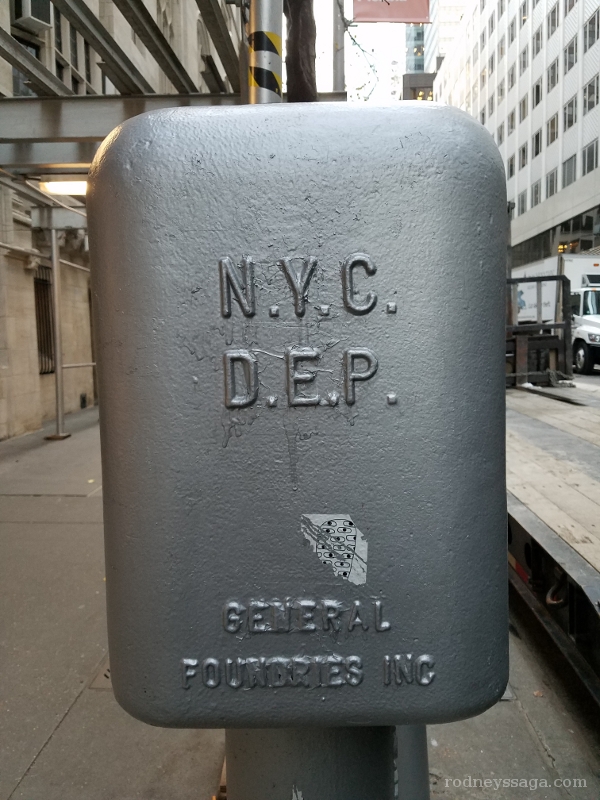 N.Y.C.
D.E.P.
GENERAL
FOUNDRIES INC
rodneyssaga.com